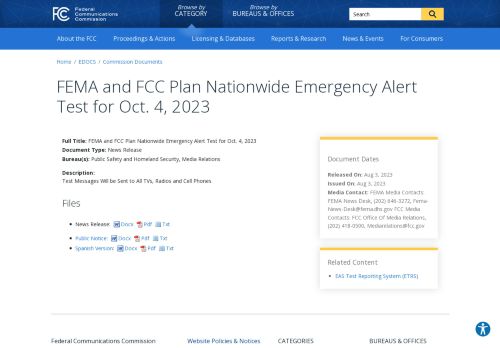 Federal
Communications
Commission
Browse by
CATEGORY
Browse by
BUREAUS & OFFICES
Search
About the FCC
Proceedings & Actions
Licensing & Databases
Reports & Research
News & Events
For Consumers
Home / EDOCS / Commission Documents
FEMA and FCC Plan Nationwide Emergency Alert
Test for Oct. 4, 2023
Full Title: FEMA and FCC Plan Nationwide Emergency Alert Test for Oct. 4, 2023
Document Type: News Release
Bureau(s): Public Safety and Homeland Security, Media Relations
Description:
Test Messages Will be Sent to All TVs, Radios and Cell Phones
Files
News Release: Docx Pdf Txt
Public Notice: Docx Pdf Txt
Spanish Version: Docx Pdf Txt
Document Dates
Released On: Aug 3, 2023
Issued On: Aug 3, 2023
Media Contact: FEMA Media Contacts:
FEMA News Desk, (202) 646-3272, Fema-
News-Desk@fema.dhs.gov FCC Media
Contacts: FCC Office Of Media Relations,
(202) 418-0500, Mediarelations@fcc.gov
Related Content
EAS Test Reporting System (ETRS)
Federal Communications Commission
Website Policies & Notices
CATEGORIES
BUREAUS & OFFICES